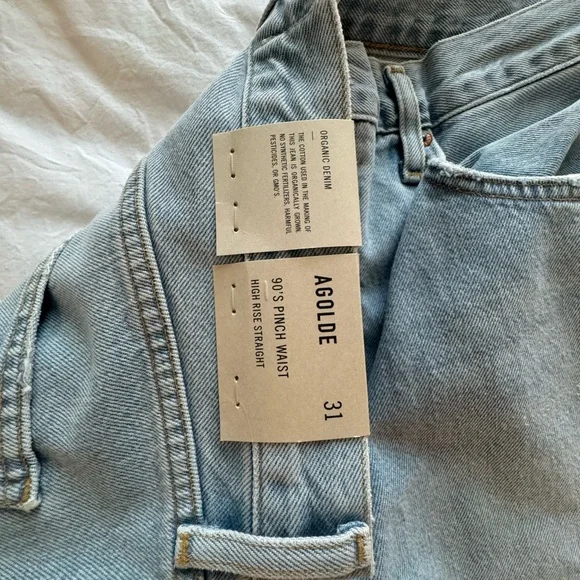 ORGANIC DENIM
THE COTTON USED IN THE MAKING OF
THIS JEAN IS ORGANICALLY GROWN.
NO SYNTHETIC FERTILIZERS, HARMFUL
PESTICIDES, OR GMO'S
AGOLDE
31
90'S PINCH WAIST
HIGH RISE STRAIGHT